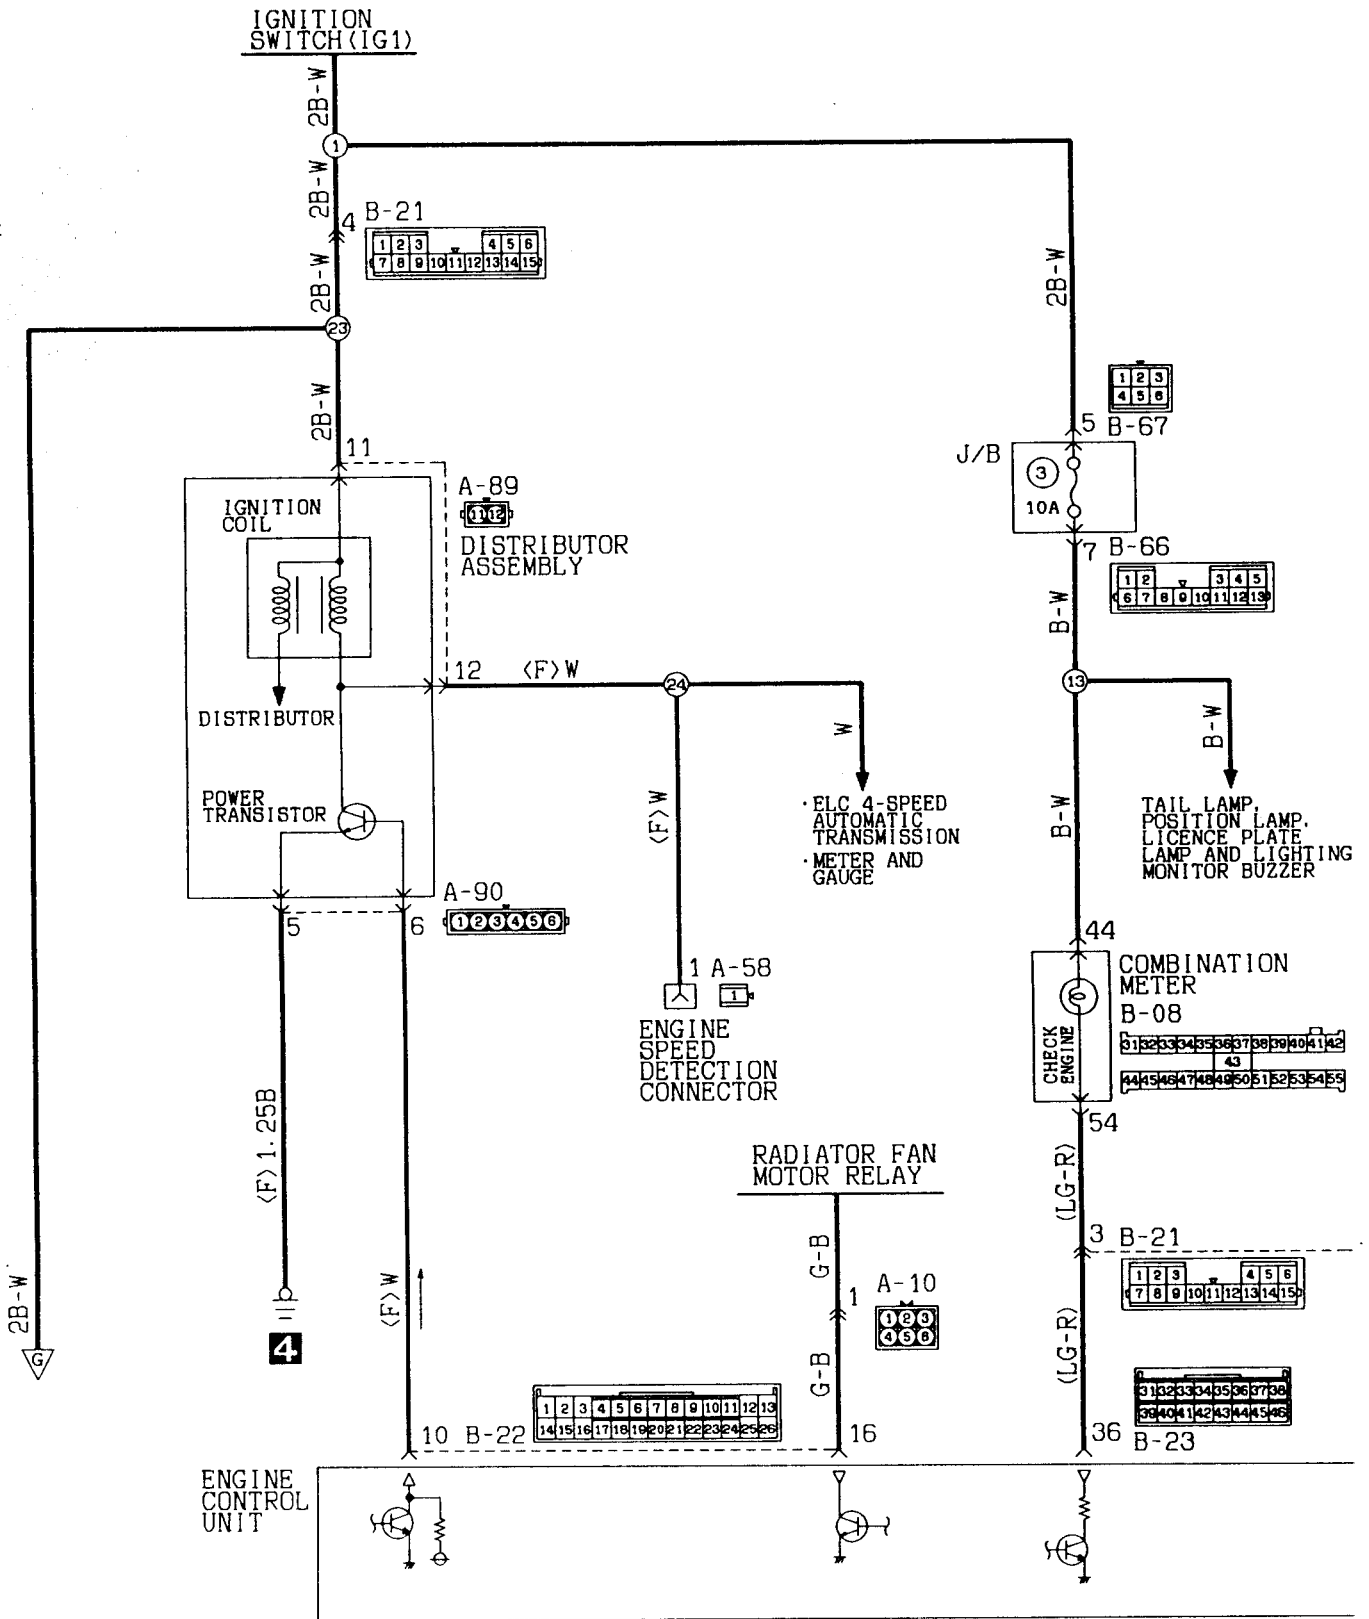 IGNITION
SWITCH(IG1)
2B-W
1
2B-W
4 B-21
1 2 3 4 5 6
7 8 9 10 11 12 13 14 15
2B-W
23
2B-W
2B-W
1 2 3
4 5 6
5 B-67
11
J/B
3
10A
A-89
11 12
DISTRIBUTOR
ASSEMBLY
IGNITION
COIL
7 B-66
1 2 3 4 5
6 7 8 9 10 11 12 13
B-W
12 <F>W
24
13
DISTRIBUTOR
W
B-W
<F>W
B-W
POWER
TRANSISTOR
·ELC 4-SPEED
AUTOMATIC
TRANSMISSION
·METER AND
GAUGE
TAIL LAMP,
POSITION LAMP,
LICENCE PLATE
LAMP AND LIGHTING
MONITOR BUZZER
A-90
1 2 3 4 5 6
5
6
44
1 A-58
1
COMBINATION
METER
B-08
CHECK
ENGINE
31 32 33 34 35 36 37 38 39 40 41 42
43
44 45 46 47 48 49 50 51 52 53 54 55
ENGINE
SPEED
DETECTION
CONNECTOR
54
<F>1.25B
RADIATOR FAN
MOTOR RELAY
(LG-R)
3 B-21
1 2 3 4 5 6
7 8 9 10 11 12 13 14 15
G-B
1
A-10
1 2 3
4 5 6
2B-W
G
4
<F>W
G-B
(LG-R)
31 32 33 34 35 36 37 38
39 40 41 42 43 44 45 46
36 B-23
10 B-22
1 2 3 4 5 6 7 8 9 10 11 12 13
14 15 16 17 18 19 20 21 22 23 24 25 26
16
ENGINE
CONTROL
UNIT